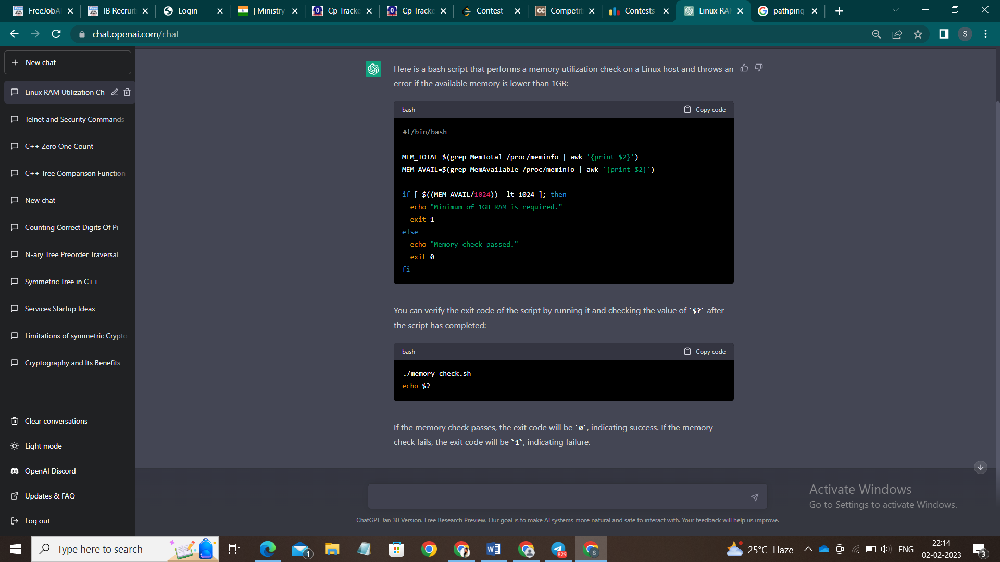 FreeJobAl
IB Recruit
Login
| Ministry
Cp Tracke
Cp Tracke
Contest -
Competit
Contests
Linux RAM
pathping
chat.openai.com/chat
S
New chat
Linux RAM Utilization Ch
Telnet and Security Commands
C++ Zero One Count
C++ Tree Comparison Function
New chat
Counting Correct Digits Of Pi
N-ary Tree Preorder Traversal
Symmetric Tree in C++
Services Startup Ideas
Limitations of symmetric Crypto
Cryptography and Its Benefits
Clear conversations
Light mode
OpenAI Discord
Updates & FAQ
Log out
Here is a bash script that performs a memory utilization check on a Linux host and throws an
error if the available memory is lower than 1GB:
bash Copy code
#!/bin/bash
MEM_TOTAL=$(grep MemTotal /proc/meminfo | awk '{print $2}')
MEM_AVAIL=$(grep MemAvailable /proc/meminfo | awk '{print $2}')
if [ $((MEM_AVAIL/1024)) -lt 1024 ]; then
echo "Minimum of 1GB RAM is required."
exit 1
else
echo "Memory check passed."
exit 0
fi
You can verify the exit code of the script by running it and checking the value of `$?` after
the script has completed:
bash Copy code
./memory_check.sh
echo $?
If the memory check passes, the exit code will be `0`, indicating success. If the memory
check fails, the exit code will be `1`, indicating failure.
Activate Windows
Go to Settings to activate Windows.
ChatGPT Jan 30 Version. Free Research Preview. Our goal is to make AI systems more natural and safe to interact with. Your feedback will help us improve.
Type here to search
1
829
S
25°C Haze
ENG
22:14
02-02-2023
3